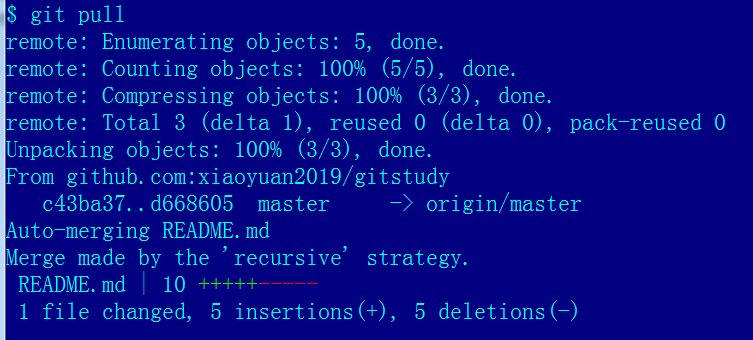 $ git pull
remote: Enumerating objects: 5, done.
remote: Counting objects: 100% (5/5), done.
remote: Compressing objects: 100% (3/3), done.
remote: Total 3 (delta 1), reused 0 (delta 0), pack-reused 0
Unpacking objects: 100% (3/3), done.
From github.com:xiaoyuan2019/gitstudy
   c43ba37..d668605  master     -> origin/master
Auto-merging README.md
Merge made by the 'recursive' strategy.
 README.md | 10 +++++-----
 1 file changed, 5 insertions(+), 5 deletions(-)